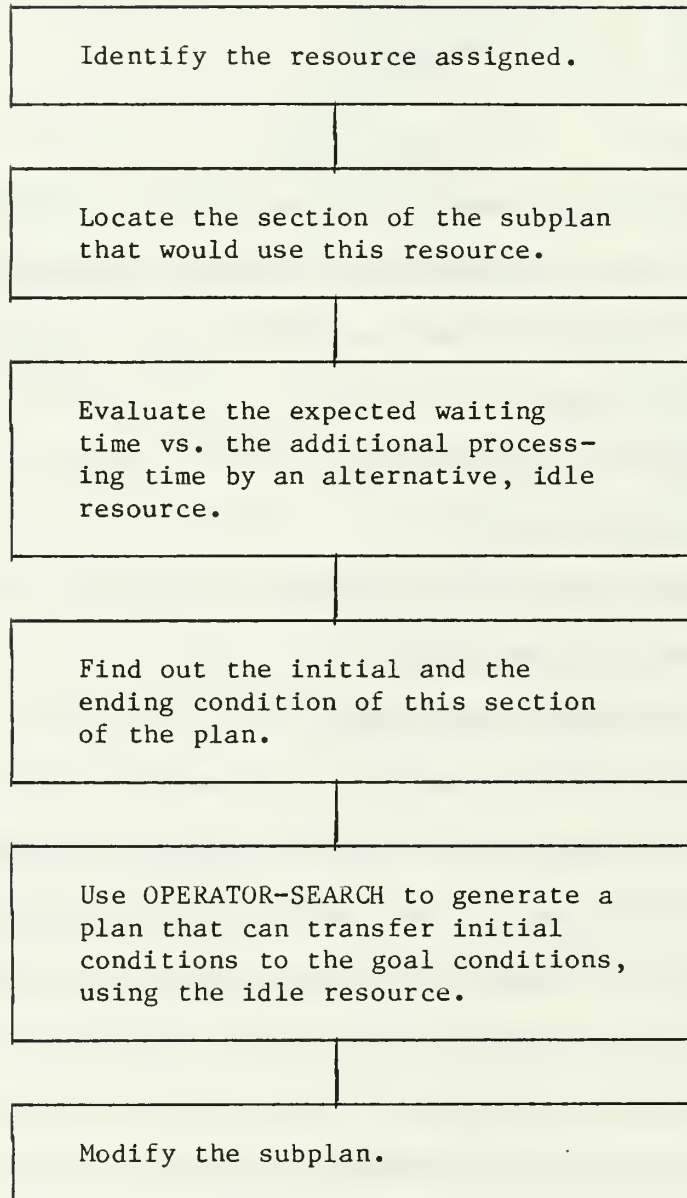 Identify the resource assigned.
Locate the section of the subplan
that would use this resource.
Evaluate the expected waiting
time vs. the additional process-
ing time by an alternative, idle
resource.
Find out the initial and the
ending condition of this section
of the plan.
Use OPERATOR-SEARCH to generate a
plan that can transfer initial
conditions to the goal conditions,
using the idle resource.
Modify the subplan.